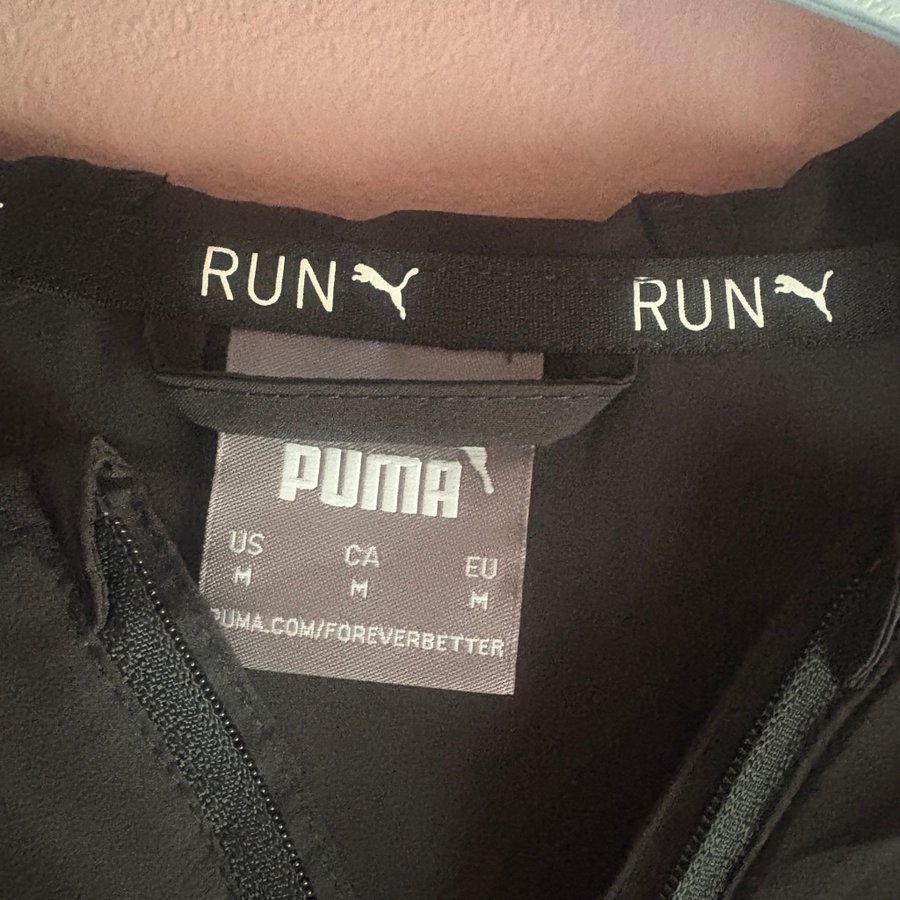 RUN RUN
PUMA
US CA EU
M M M
PUMA.COM/FOREVERBETTER